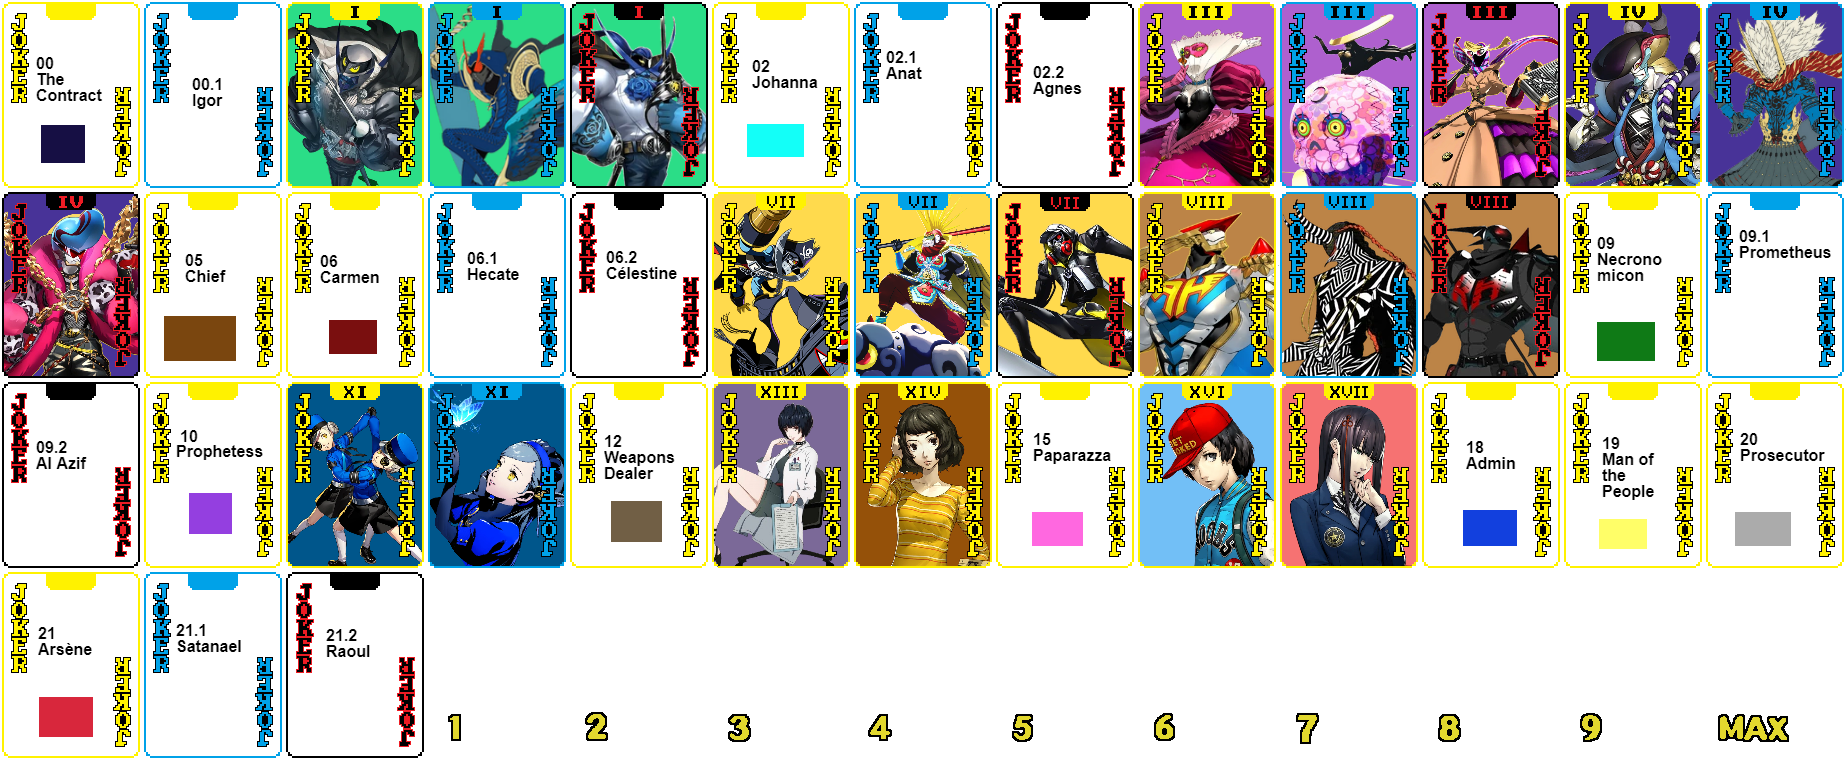 JOKER
00
The
Contract
JOKER
JOKER
00.1
Igor
JOKER
I
JOKER
JOKER
I
JOKER
JOKER
I
JOKER
JOKER
JOKER
02
Johanna
JOKER
JOKER
02.1
Anat
JOKER
JOKER
02.2
Agnes
JOKER
III
JOKER
JOKER
III
JOKER
JOKER
III
JOKER
JOKER
IV
JOKER
JOKER
IV
JOKER
JOKER
IV
JOKER
JOKER
JOKER
05
Chief
JOKER
JOKER
06
Carmen
JOKER
JOKER
06.1
Hecate
JOKER
JOKER
06.2
Célestine
JOKER
VII
JOKER
JOKER
VII
JOKER
JOKER
VII
JOKER
JOKER
VIII
JOKER
JOKER
VIII
JOKER
JOKER
VIII
JOKER
JOKER
JOKER
09
Necrono
micon
JOKER
JOKER
09.1
Prometheus
JOKER
JOKER
09.2
Al Azif
JOKER
JOKER
10
Prophetess
JOKER
XI
JOKER
JOKER
XI
JOKER
JOKER
JOKER
12
Weapons
Dealer
JOKER
XIII
JOKER
JOKER
XIV
JOKER
JOKER
JOKER
15
Paparazza
JOKER
XVI
JOKER
JOKER
XVII
JOKER
JOKER
JOKER
18
Admin
JOKER
JOKER
19
Man of
the
People
JOKER
JOKER
20
Prosecutor
JOKER
JOKER
21
Arsène
JOKER
JOKER
21.1
Satanael
JOKER
JOKER
21.2
Raoul
JOKER
1
2
3
4
5
6
7
8
9
MAX